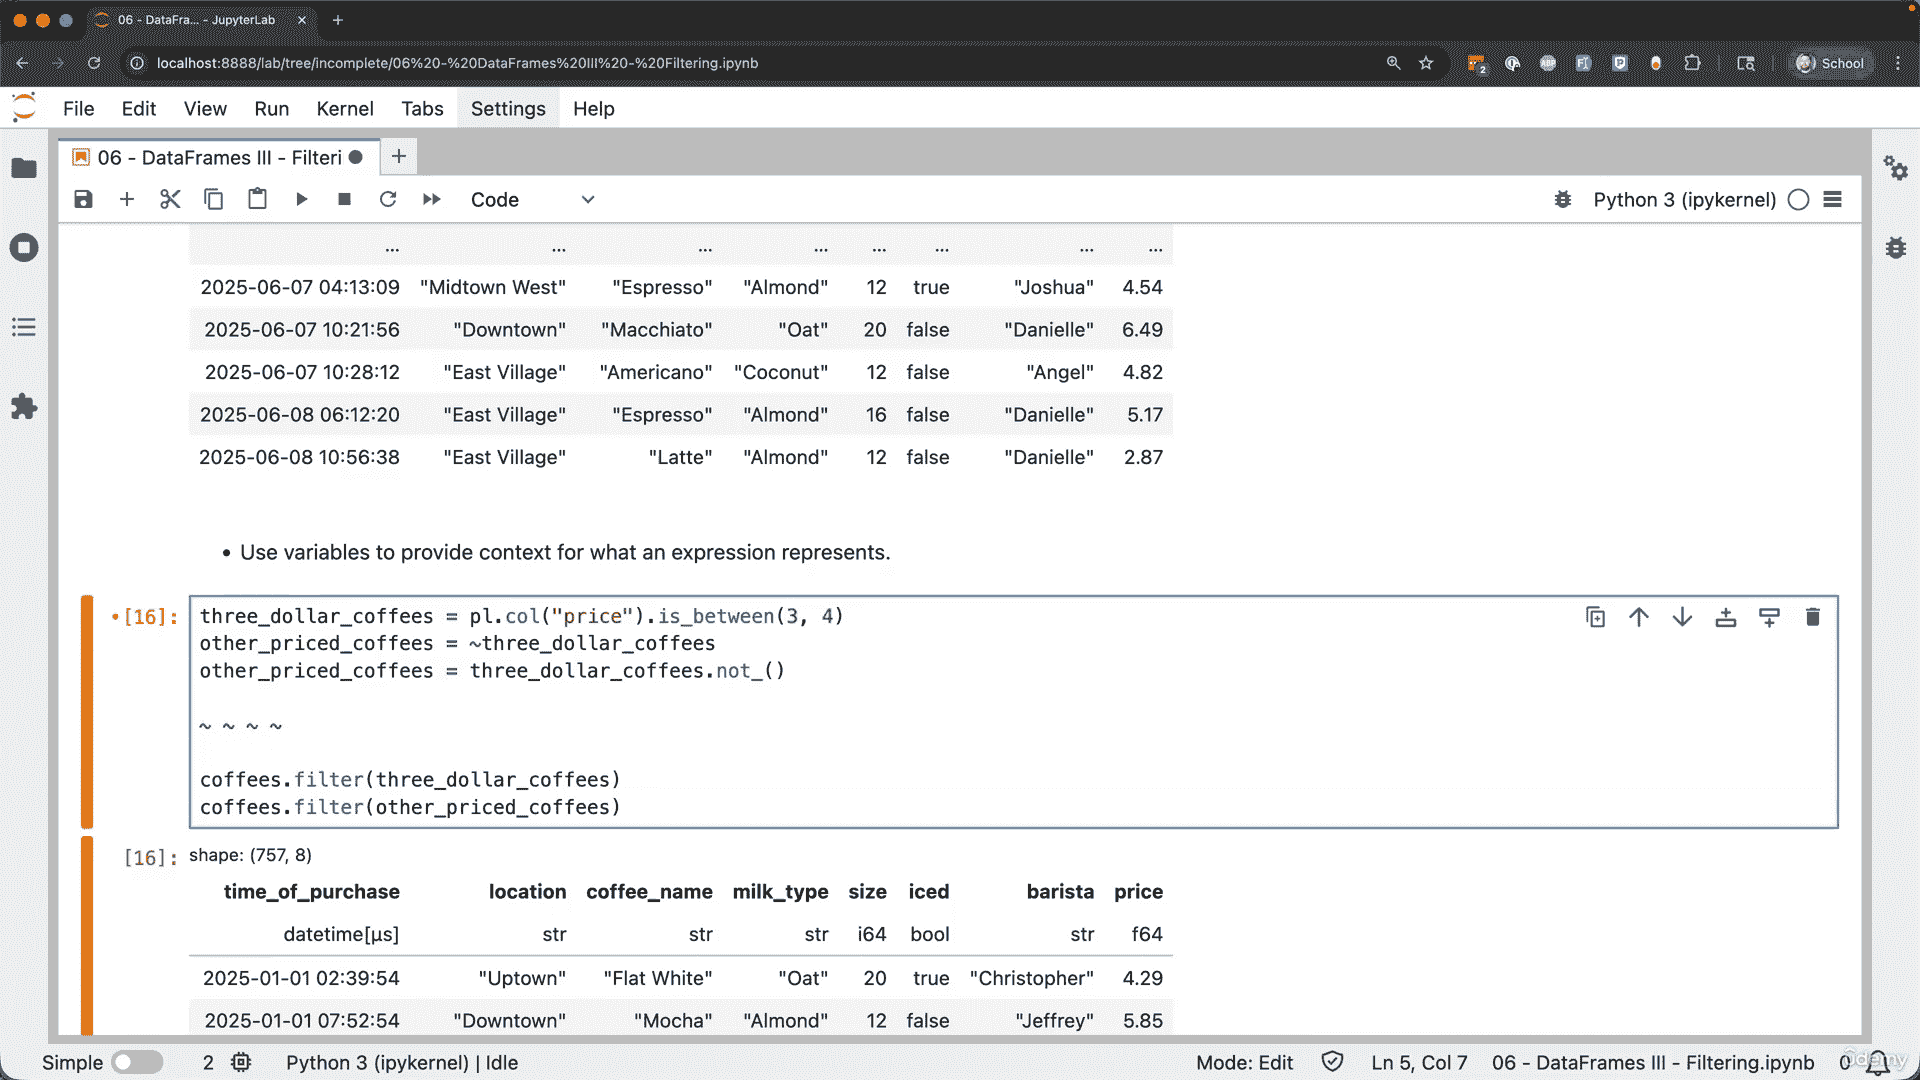 06 - DataFra... - JupyterLab
localhost:8888/lab/tree/incomplete/06%20-%20DataFrames%20III%20-%20Filtering.ipynb
2
ABP
School
File Edit View Run Kernel Tabs Settings Help
06 - DataFrames III - Filteri
Code
Python 3 (ipykernel)
... ... ... ... ... ... ... ...
2025-06-07 04:13:09 "Midtown West" "Espresso" "Almond" 12 true "Joshua" 4.54
2025-06-07 10:21:56 "Downtown" "Macchiato" "Oat" 20 false "Danielle" 6.49
2025-06-07 10:28:12 "East Village" "Americano" "Coconut" 12 false "Angel" 4.82
2025-06-08 06:12:20 "East Village" "Espresso" "Almond" 16 false "Danielle" 5.17
2025-06-08 10:56:38 "East Village" "Latte" "Almond" 12 false "Danielle" 2.87
• Use variables to provide context for what an expression represents.
[16]:
three_dollar_coffees = pl.col("price").is_between(3, 4)
other_priced_coffees = ~three_dollar_coffees
other_priced_coffees = three_dollar_coffees.not_()
~ ~ ~ ~
coffees.filter(three_dollar_coffees)
coffees.filter(other_priced_coffees)
[16]: shape: (757, 8)
time_of_purchase location coffee_name milk_type size iced barista price
datetime[μs] str str str i64 bool str f64
2025-01-01 02:39:54 "Uptown" "Flat White" "Oat" 20 true "Christopher" 4.29
2025-01-01 07:52:54 "Downtown" "Mocha" "Almond" 12 false "Jeffrey" 5.85
Simple 2 Python 3 (ipykernel) | Idle Mode: Edit Ln 5, Col 7 06 - DataFrames III - Filtering.ipynb 0
udemy